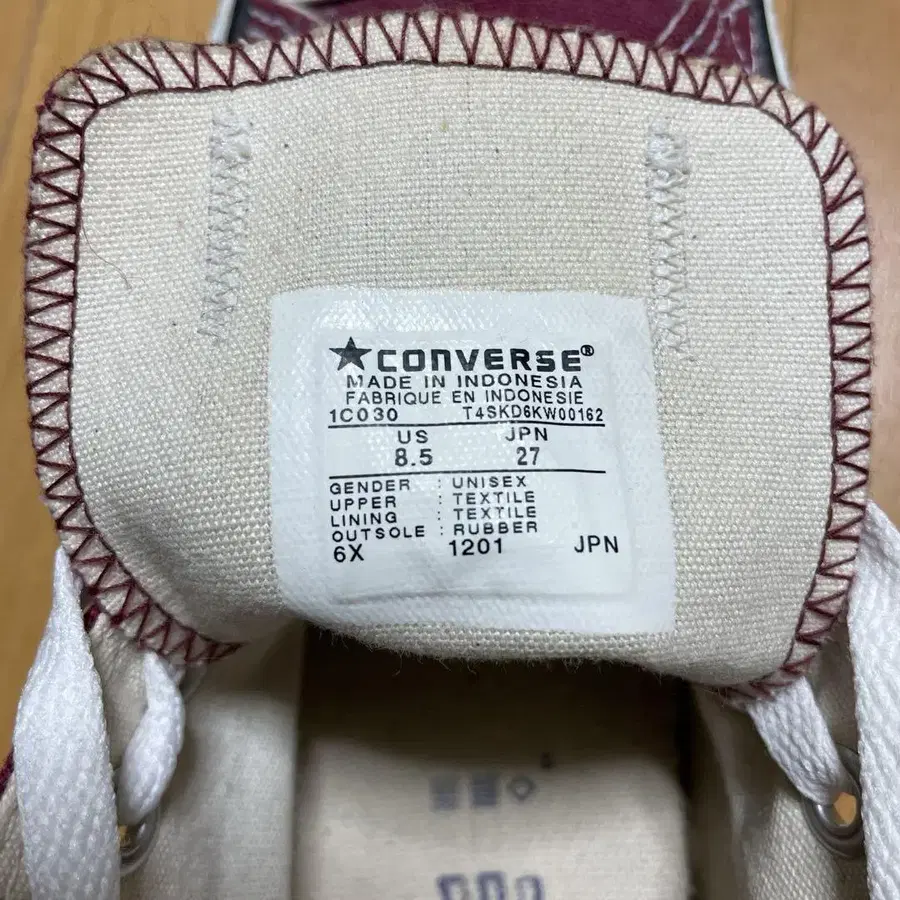 ★CONVERSE®
MADE IN INDONESIA
FABRIQUE EN INDONESIE
1C030 T4SKD6KW00162
US JPN
8.5 27
GENDER : UNISEX
UPPER : TEXTILE
LINING : TEXTILE
OUTSOLE : RUBBER
6X 1201 JPN